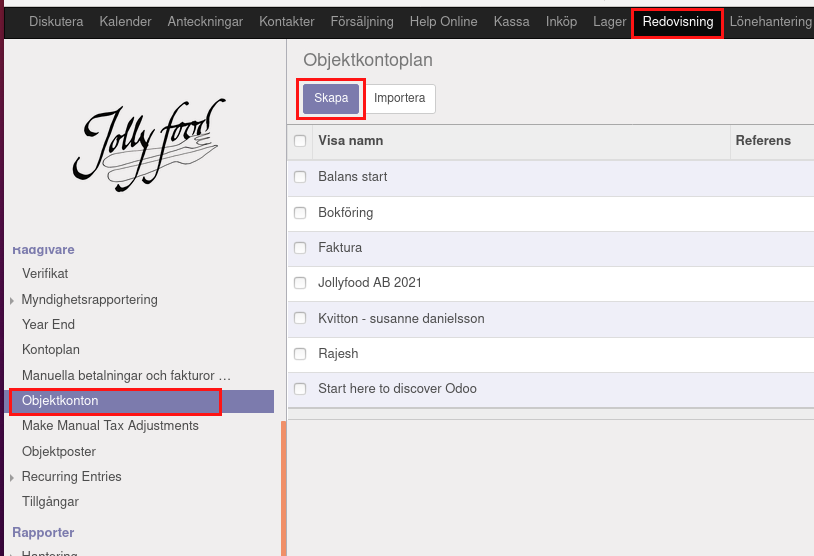 Diskutera Kalender Anteckningar Kontakter Försäljning Help Online Kassa Inköp Lager Redovisning Lönehantering
Jolly food
Objektkontoplan
Skapa Importera
Visa namn Referens
Balans start
Bokföring
Faktura
Jollyfood AB 2021
Kvitton - susanne danielsson
Rajesh
Start here to discover Odoo
Rådgivare
Verifikat
Myndighetsrapportering
Year End
Kontoplan
Manuella betalningar och fakturor ...
Objektkonton
Make Manual Tax Adjustments
Objektposter
Recurring Entries
Tillgångar
Rapporter
Hantering